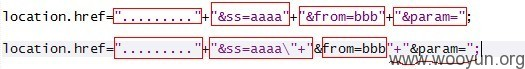 location.href="........."+"&ss=aaaa"+"&from=bbb"+"&param=";
location.href="........."+"&ss=aaaa\"+"&from=bbb"+"&param=";
www.wooyun.org